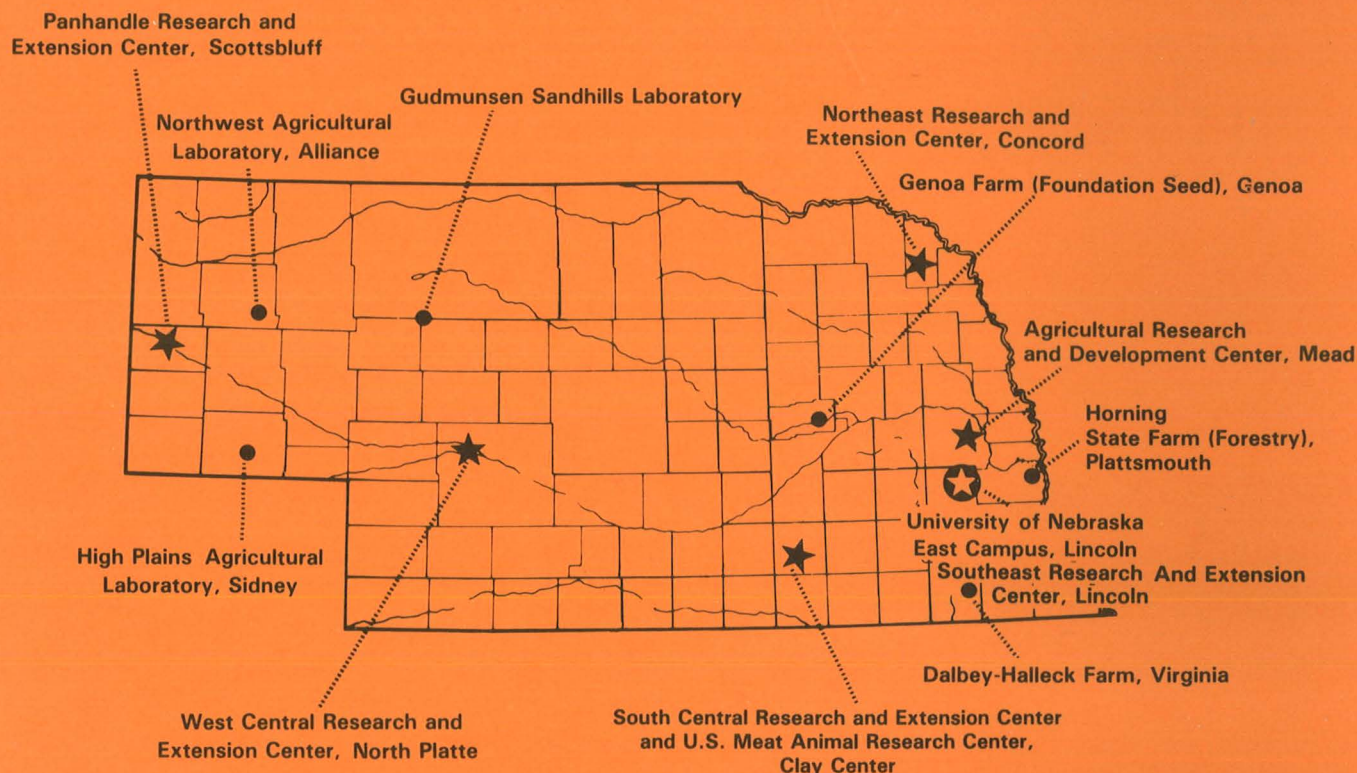 Panhandle Research and
Extension Center, Scottsbluff
Northwest Agricultural
Laboratory, Alliance
Gudmunsen Sandhills Laboratory
Northeast Research and
Extension Center, Concord
Genoa Farm (Foundation Seed), Genoa
Agricultural Research
and Development Center, Mead
Horning
State Farm (Forestry),
Plattsmouth
University of Nebraska
East Campus, Lincoln
Southeast Research And Extension
Center, Lincoln
High Plains Agricultural
Laboratory, Sidney
Dalbey-Halleck Farm, Virginia
West Central Research and
Extension Center, North Platte
South Central Research and Extension Center
and U.S. Meat Animal Research Center,
Clay Center